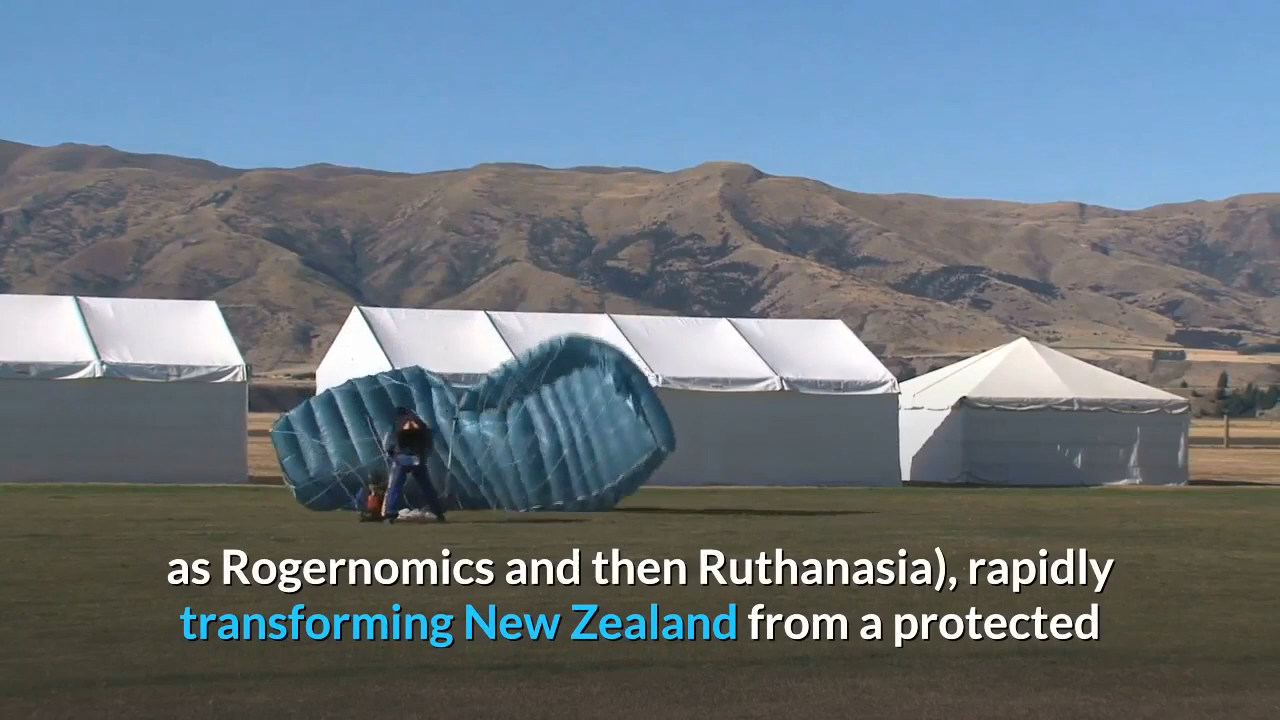 as Rogernomics and then Ruthanasia), rapidly
transforming New Zealand from a protected